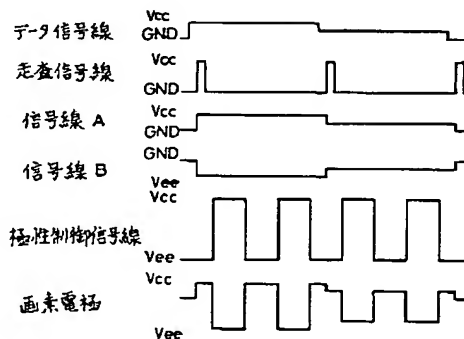 Vcc
データ信号線
GND
Vcc
走査信号線
GND
Vcc
信号線 A
GND
GND
信号線 B
Vee
Vcc
極性制御信号線
Vee
Vcc
画素電極
Vee